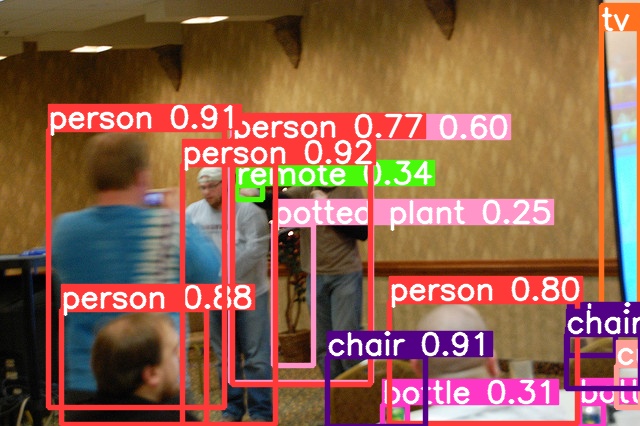 tv
person 0.91
person 0.77
0.60
person 0.92
remote 0.34
potted plant 0.25
person 0.88
person 0.80
chair
chair 0.91
c
bottle 0.31
bott